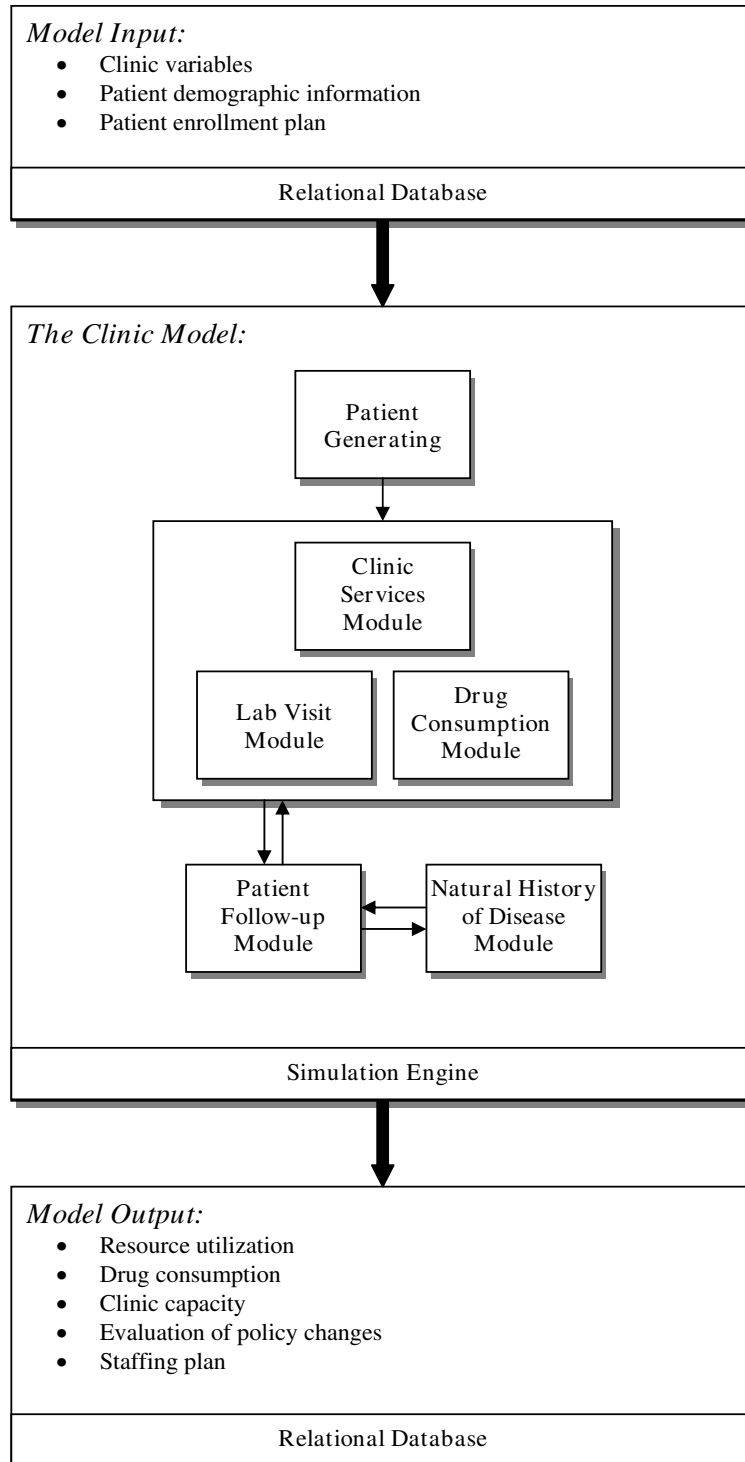 Model Input:
• Clinic variables
• Patient demographic information
• Patient enrollment plan
Relational Database
The Clinic Model:
Patient
Generating
Clinic
Services
Module
Lab Visit
Module
Drug
Consumption
Module
Patient
Follow-up
Module
Natural History
of Disease
Module
Simulation Engine
Model Output:
• Resource utilization
• Drug consumption
• Clinic capacity
• Evaluation of policy changes
• Staffing plan
Relational Database